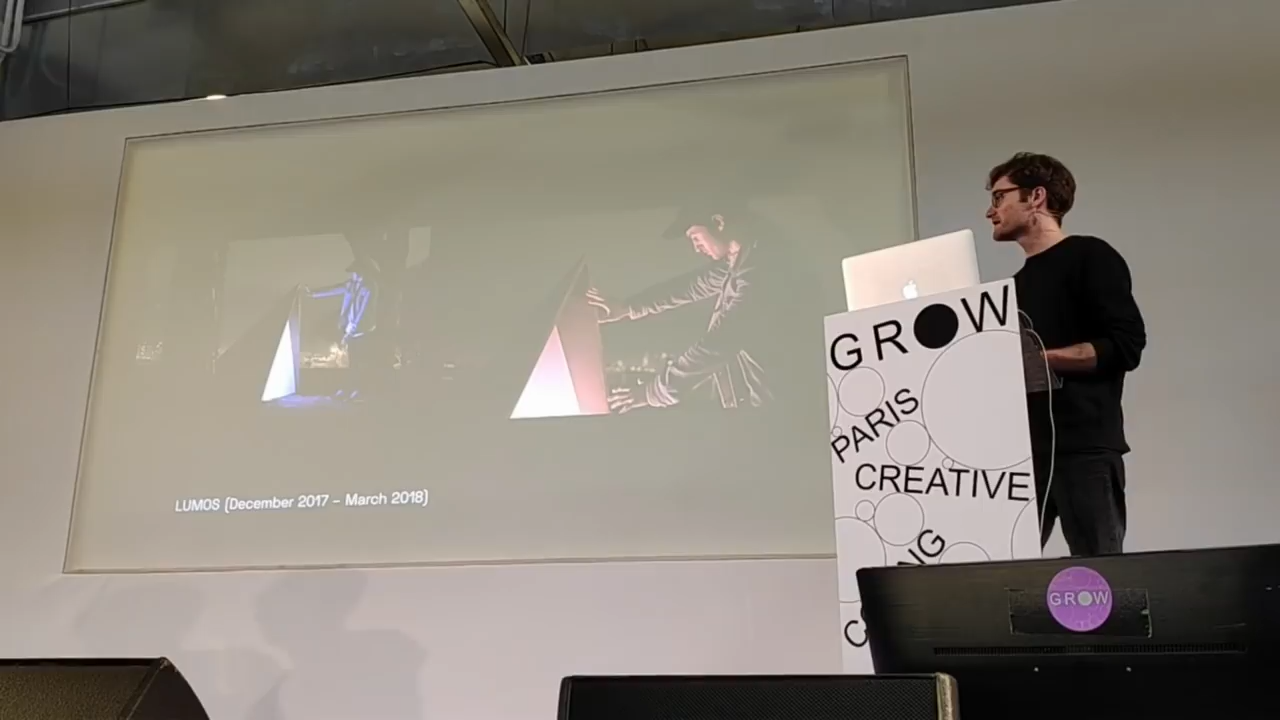 LUMOS (December 2017 – March 2018)
GROW
PARIS
CREATIVE
GROW